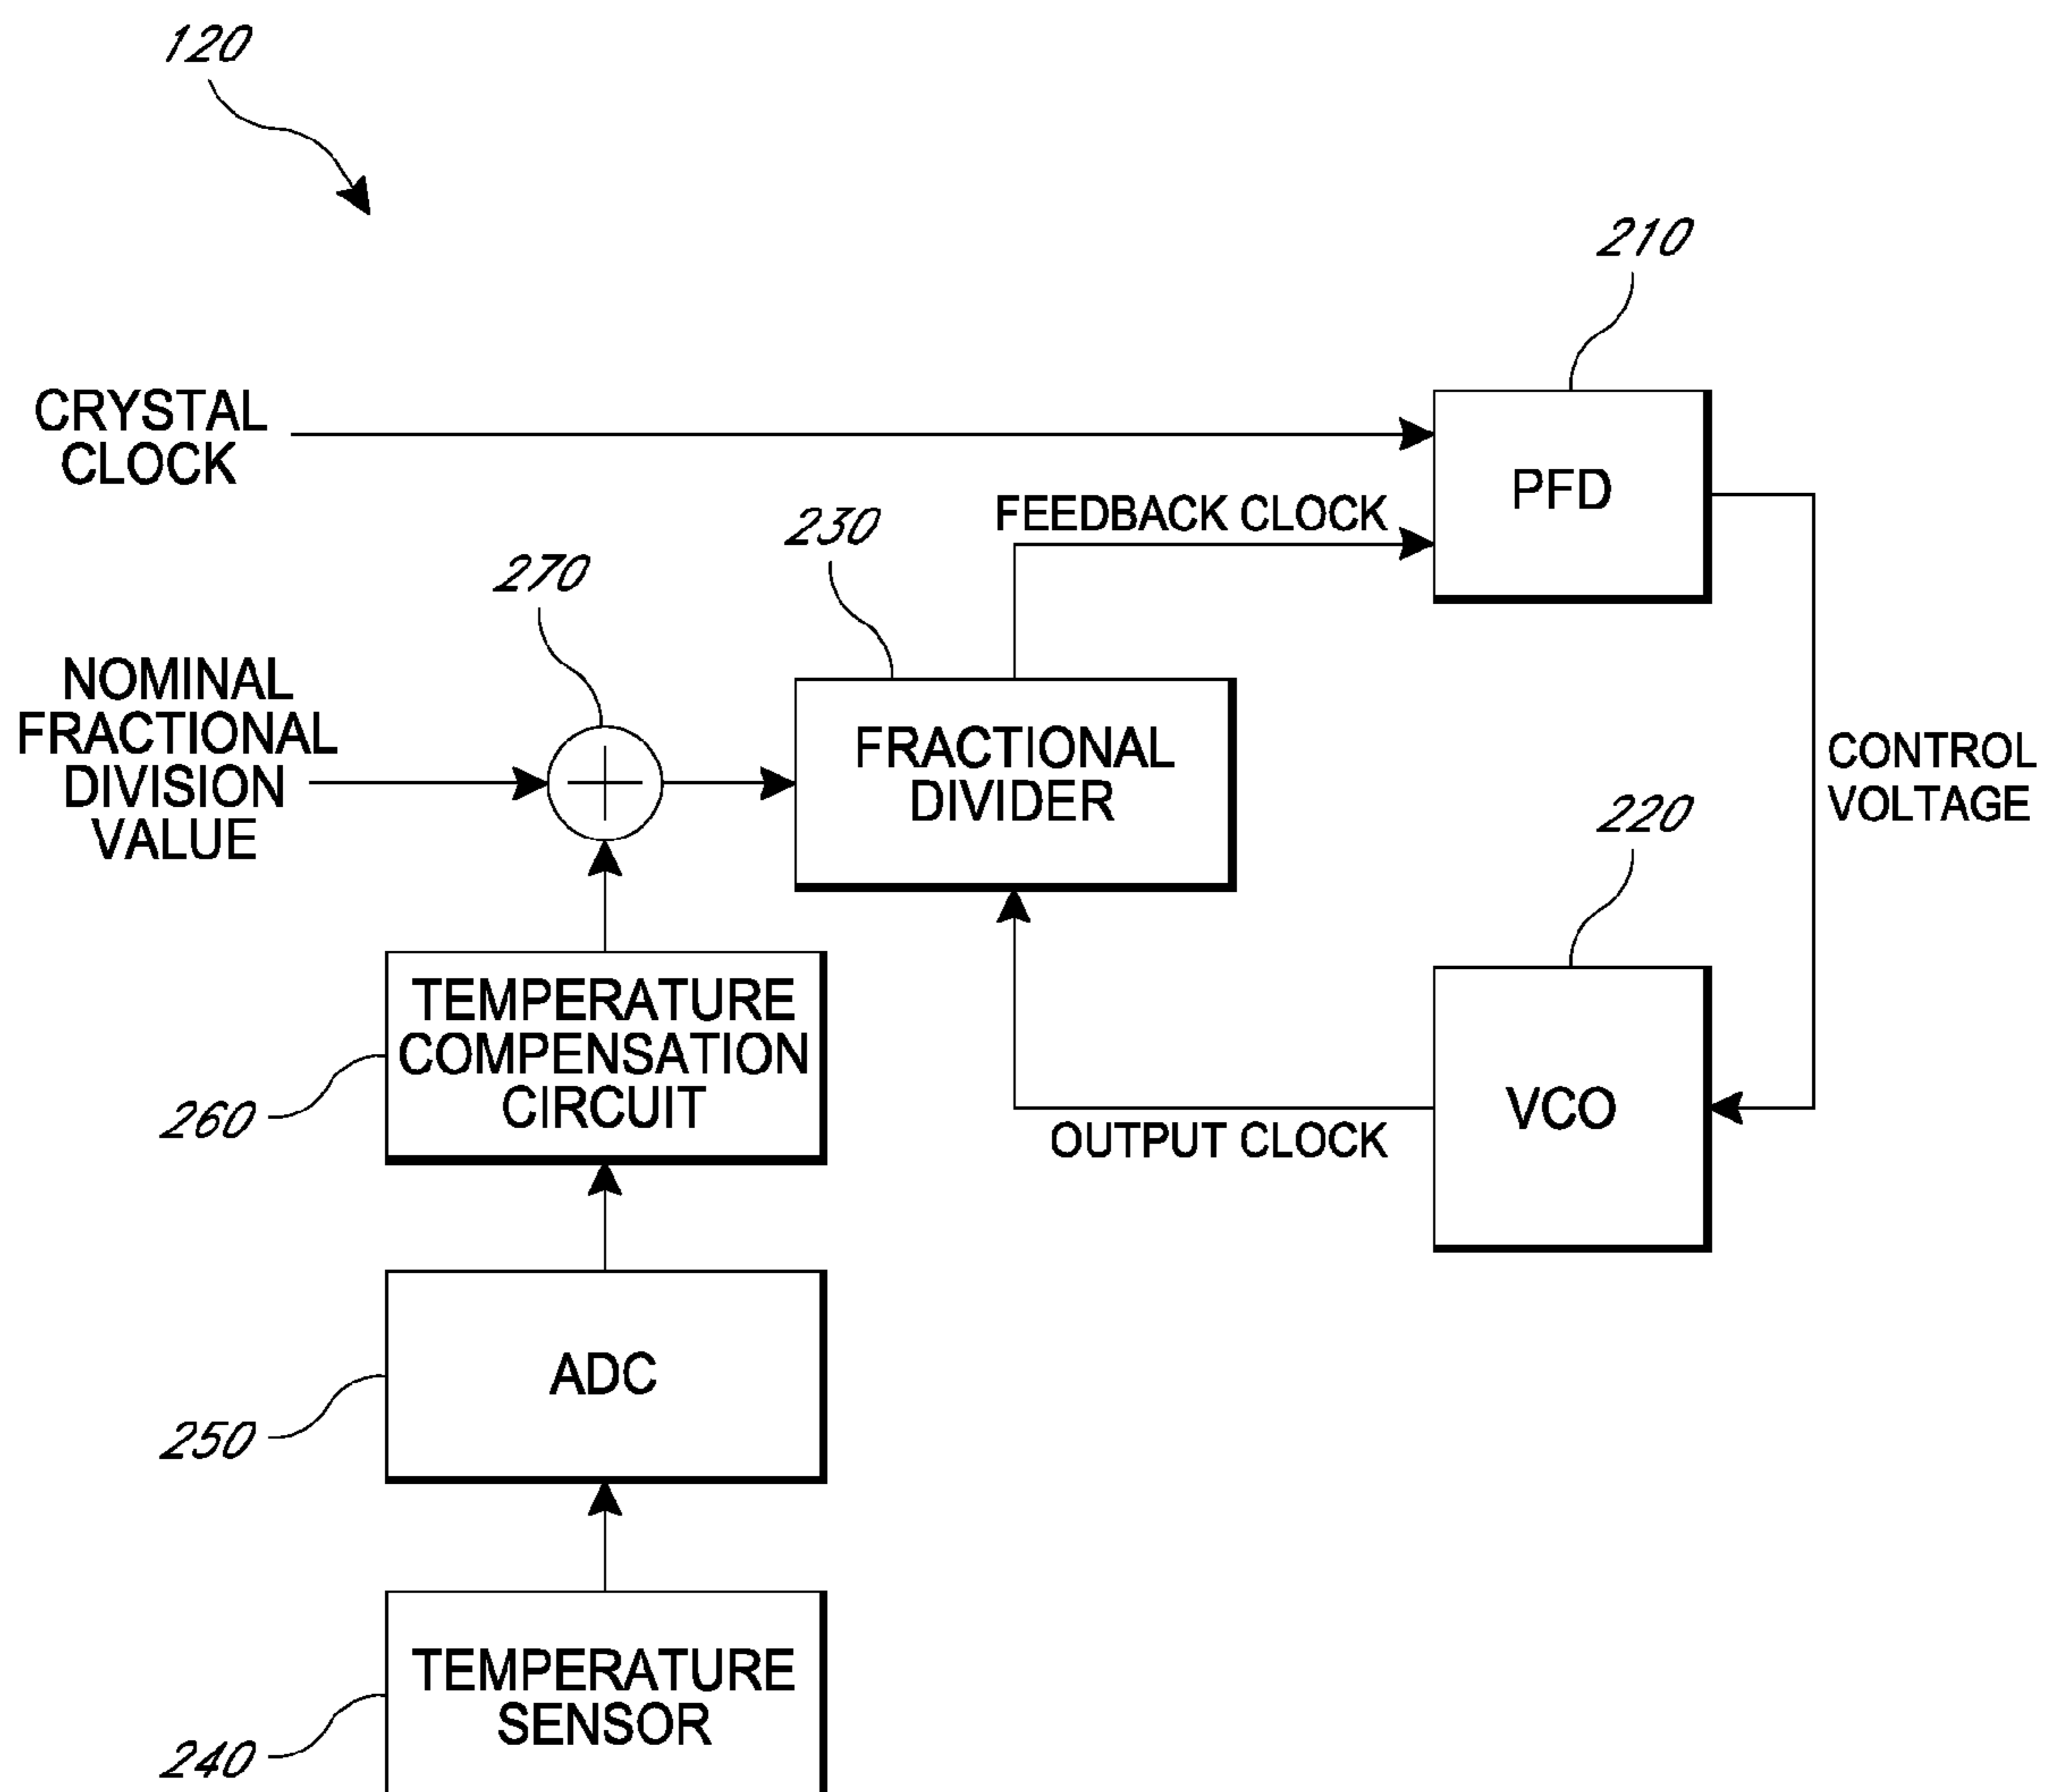 120
210
CRYSTAL
CLOCK
PFD
FEEDBACK CLOCK
230
270
NOMINAL
FRACTIONAL
DIVISION
VALUE
FRACTIONAL
DIVIDER
CONTROL
VOLTAGE
220
TEMPERATURE
COMPENSATION
CIRCUIT
260
VCO
OUTPUT CLOCK
ADC
250
TEMPERATURE
SENSOR
240